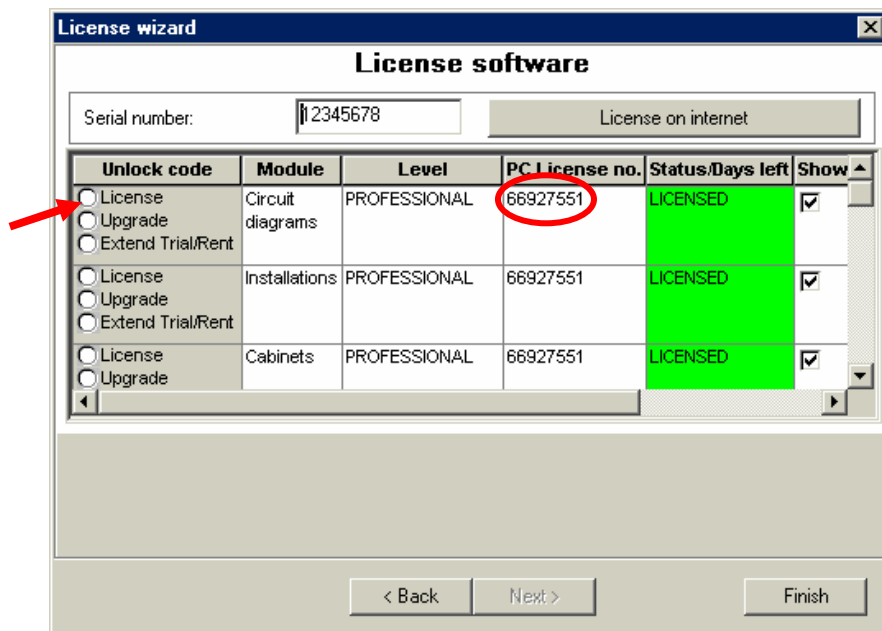 License wizard
License software
Serial number: 12345678 License on internet
Unlock code Module Level PC License no. Status/Days left Show
License Circuit PROFESSIONAL 66927551 LICENSED
Upgrade diagrams
Extend Trial/Rent
License Installations PROFESSIONAL 66927551 LICENSED
Upgrade
Extend Trial/Rent
License Cabinets PROFESSIONAL 66927551 LICENSED
Upgrade
< Back Next > Finish